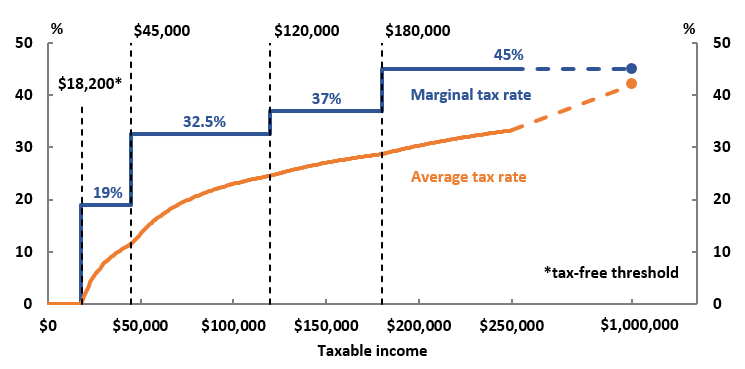 % $45,000 $120,000 $180,000 %
50 50
$18,200* 45%
40 Marginal tax rate 40
37%
32.5%
30 30
Average tax rate
20 19% 20
10 10
*tax-free threshold
0 0
$0 $50,000 $100,000 $150,000 $200,000 $250,000 $1,000,000
Taxable income